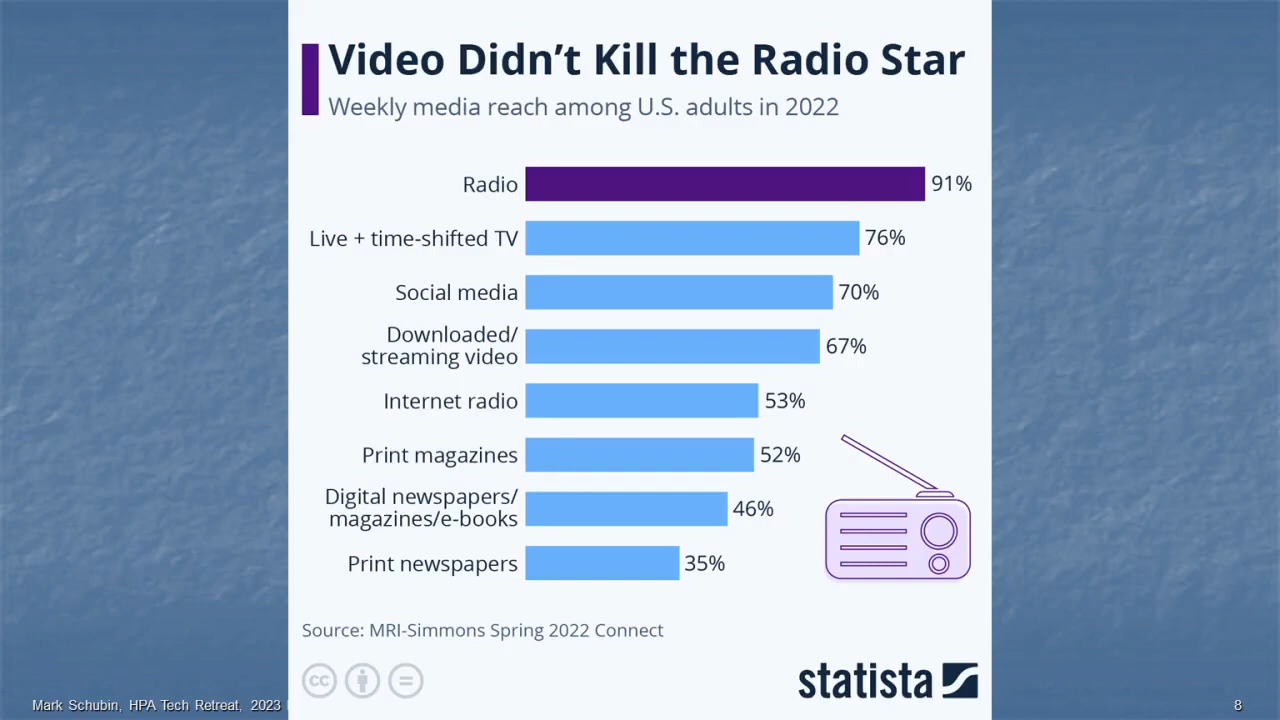 Video Didn't Kill the Radio Star
Weekly media reach among U.S. adults in 2022
Radio 91%
Live + time-shifted TV 76%
Social media 70%
Downloaded/
streaming video 67%
Internet radio 53%
Print magazines 52%
Digital newspapers/
magazines/e-books 46%
Print newspapers 35%
Source: MRI-Simmons Spring 2022 Connect
cc
statista
Mark Schubin, HPA Tech Retreat, 2023
8